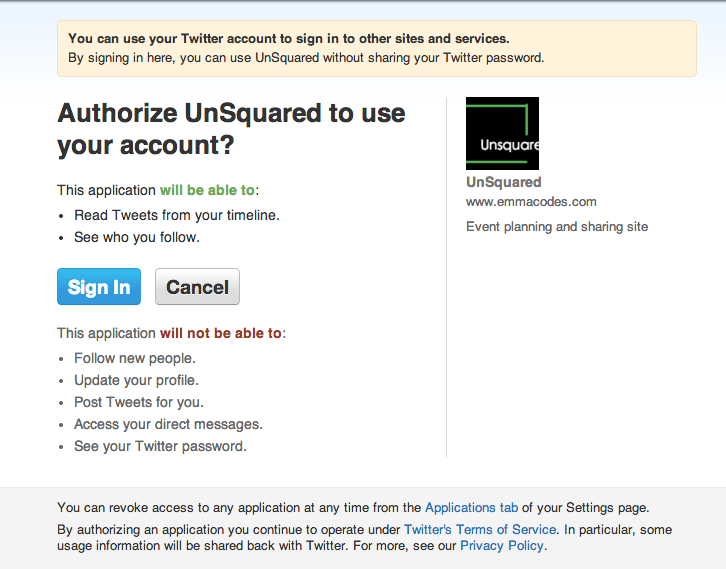 You can use your Twitter account to sign in to other sites and services.
By signing in here, you can use UnSquared without sharing your Twitter password.
Authorize UnSquared to use
your account?
This application will be able to:
• Read Tweets from your timeline.
• See who you follow.
Sign In
Cancel
This application will not be able to:
• Follow new people.
• Update your profile.
• Post Tweets for you.
• Access your direct messages.
• See your Twitter password.
Unsquare
UnSquared
www.emmacodes.com
Event planning and sharing site
You can revoke access to any application at any time from the Applications tab of your Settings page.
By authorizing an application you continue to operate under Twitter's Terms of Service. In particular, some
usage information will be shared back with Twitter. For more, see our Privacy Policy.